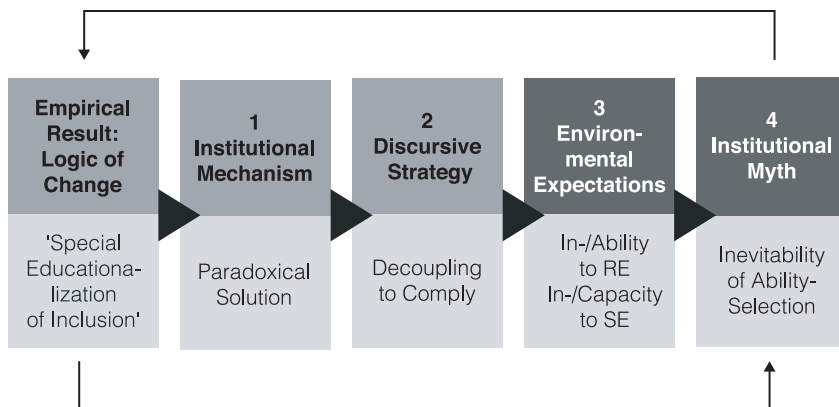 Empirical
Result:
Logic of
Change
'Special
Educationa-
lization
of Inclusion'
1
Institutional
Mechanism
Paradoxical
Solution
2
Discursive
Strategy
Decoupling
to Comply
3
Environ-
mental
Expectations
In-/Ability
to RE
In-/Capacity
to SE
4
Institutional
Myth
Inevitability
of Ability-
Selection